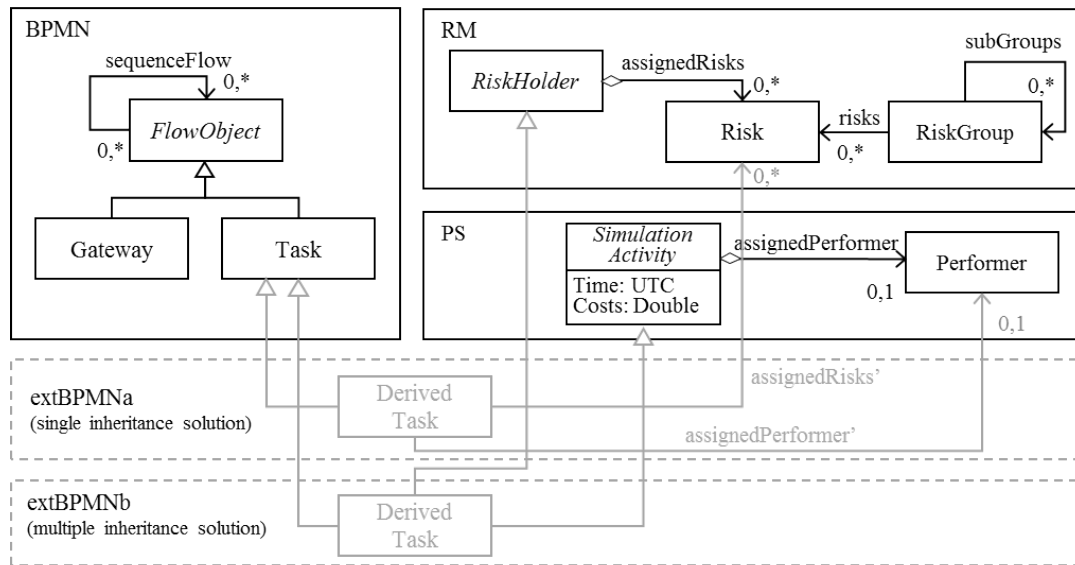 BPMN
sequenceFlow
0,*
FlowObject
0,*
Gateway
Task
RM
RiskHolder
assignedRisks
0,*
Risk
0,*
risks
0,*
RiskGroup
subGroups
0,*
PS
Simulation
Activity
Time: UTC
Costs: Double
assignedPerformer
0,1
Performer
0,1
extBPMNa
(single inheritance solution)
Derived
Task
assignedRisks’
assignedPerformer’
extBPMNb
(multiple inheritance solution)
Derived
Task